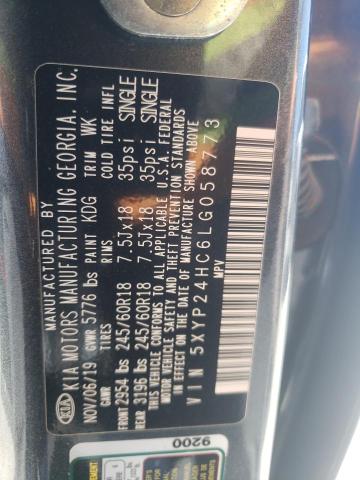 MANUFACTURED BY
KIA MOTORS MANUFACTURING GEORGIA, INC.
NOV/06/19 GVWR 5776 lbs PAINT KDG TRIM WK
GAWR TIRES RIMS COLD TIRE INFL
FRONT 2954 lbs 245/60R18 7.5Jx18 35psi SINGLE
REAR 3196 lbs 245/60R18 7.5Jx18 35psi SINGLE
THIS VEHICLE CONFORMS TO ALL APPLICABLE U.S.A. FEDERAL
MOTOR VEHICLE SAFETY AND THEFT PREVENTION STANDARDS
IN EFFECT ON THE DATE OF MANUFACTURE SHOWN ABOVE
VIN 5XYP24HC6LG058773
MPV
KIA
9200